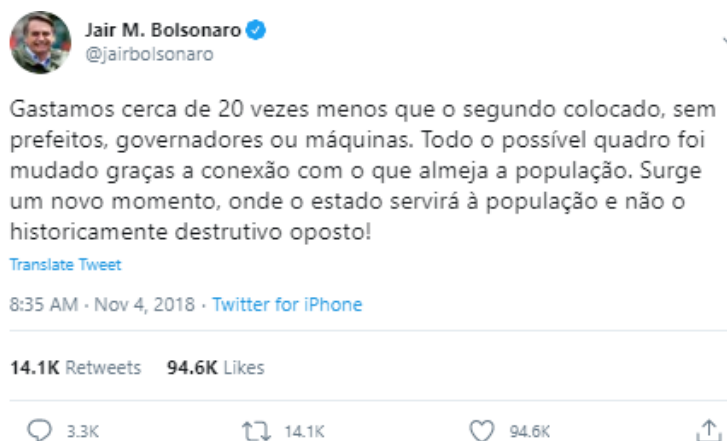 Jair M. Bolsonaro
@jairbolsonaro
Gastamos cerca de 20 vezes menos que o segundo colocado, sem
prefeitos, governadores ou máquinas. Todo o possível quadro foi
mudado graças a conexão com o que almeja a população. Surge
um novo momento, onde o estado servirá à população e não o
historicamente destrutivo oposto!
Translate Tweet
8:35 AM · Nov 4, 2018 · Twitter for iPhone
14.1K Retweets 94.6K Likes
3.3K 14.1K 94.6K